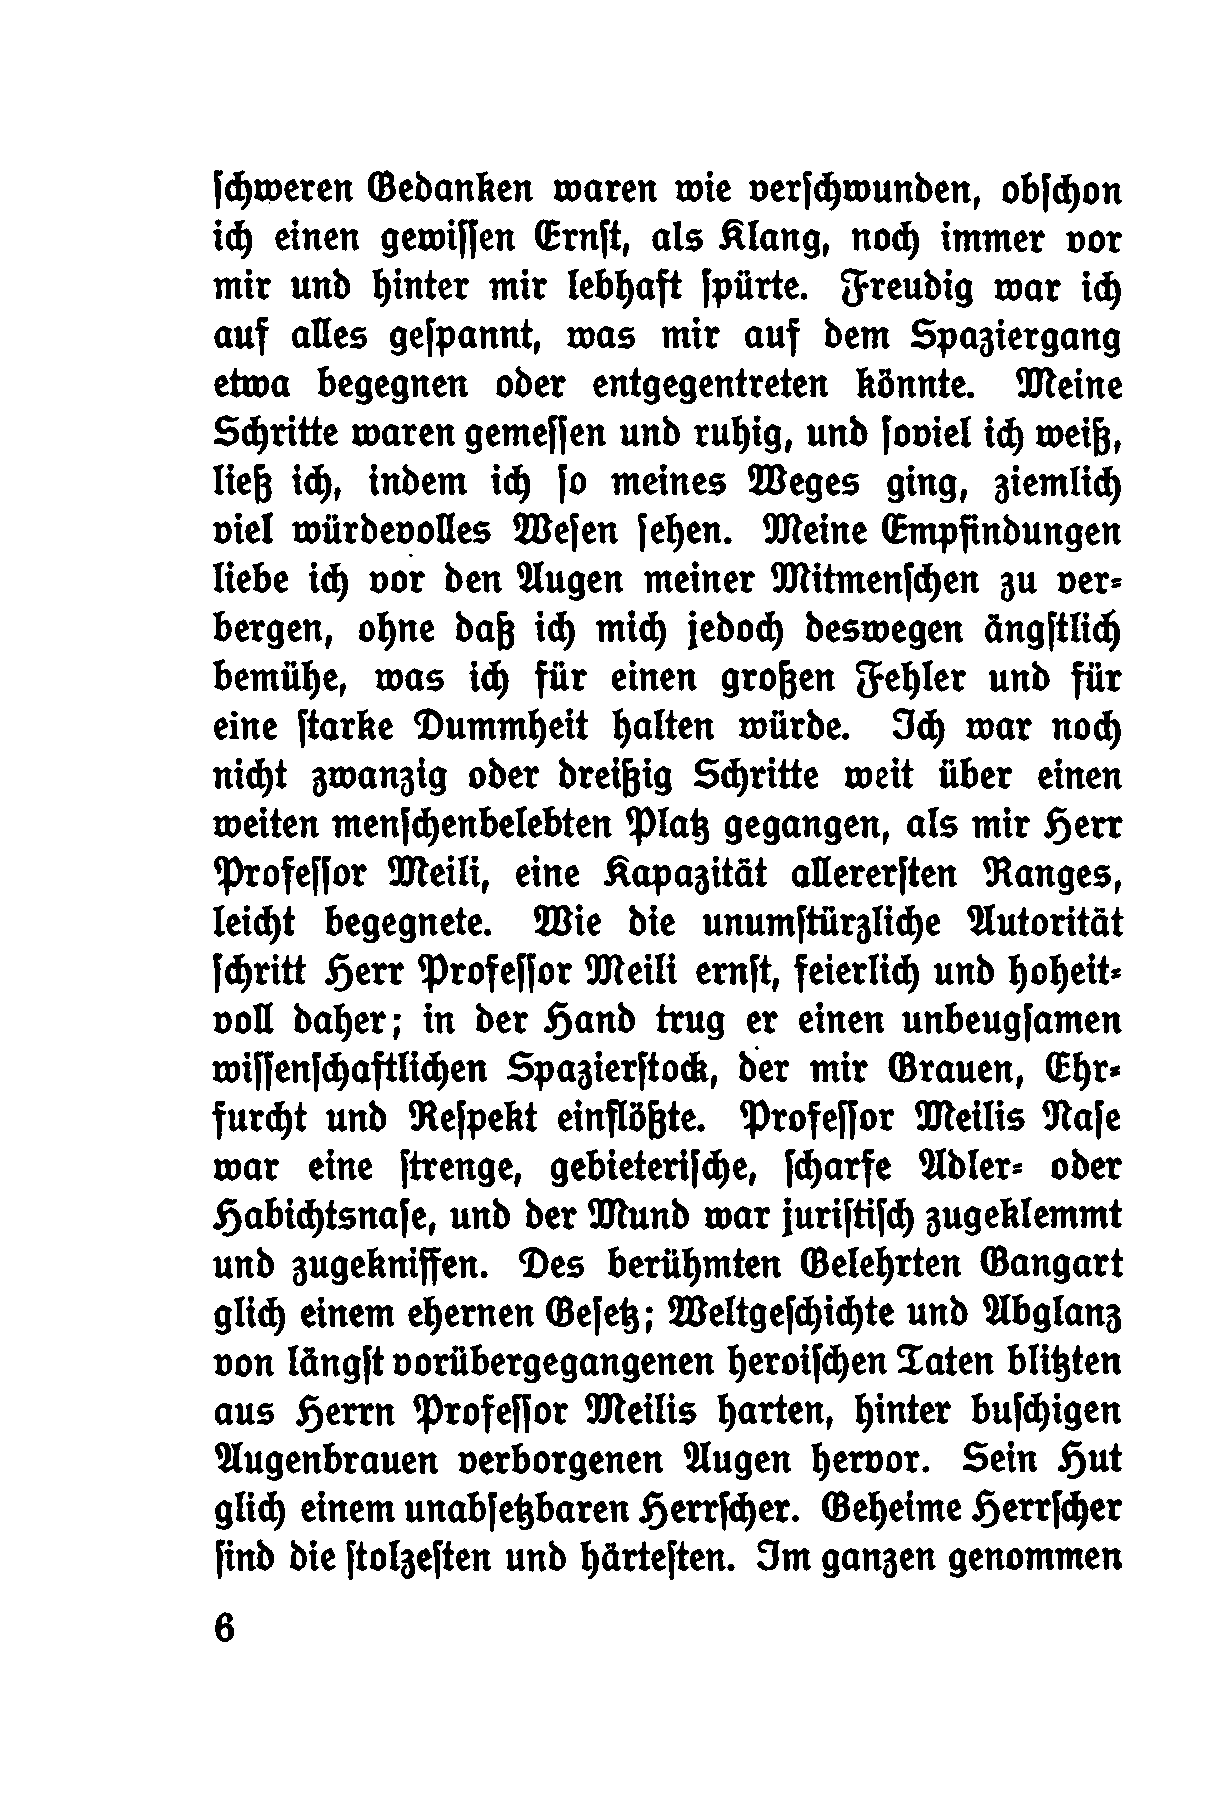 schweren Gedanken waren wie verschwunden, obschon
ich einen gewissen Ernst, als Klang, noch immer vor
mir und hinter mir lebhaft spürte. Freudig war ich
auf alles gespannt, was mir auf dem Spaziergang
etwa begegnen oder entgegentreten könnte. Meine
Schritte waren gemessen und ruhig, und soviel ich weiß,
ließ ich, indem ich so meines Weges ging, ziemlich
viel würdevolles Wesen sehen. Meine Empfindungen
liebe ich vor den Augen meiner Mitmenschen zu ver-
bergen, ohne daß ich mich jedoch deswegen ängstlich
bemühe, was ich für einen großen Fehler und für
eine starke Dummheit halten würde. Ich war noch
nicht zwanzig oder dreißig Schritte weit über einen
weiten menschenbelebten Platz gegangen, als mir Herr
Professor Meili, eine Kapazität allerersten Ranges,
leicht begegnete. Wie die unumstürzliche Autorität
schritt Herr Professor Meili ernst, feierlich und hoheit-
voll daher; in der Hand trug er einen unbeugsamen
wissenschaftlichen Spazierstock, der mir Grauen, Ehr-
furcht und Respekt einflößte. Professor Meilis Nase
war eine strenge, gebieterische, scharfe Adler- oder
Habichtsnase, und der Mund war juristisch zugeklemmt
und zugekniffen. Des berühmten Gelehrten Gangart
glich einem ehernen Gesetz; Weltgeschichte und Abglanz
von längst vorübergegangenen heroischen Taten blitzten
aus Herrn Professor Meilis harten, hinter buschigen
Augenbrauen verborgenen Augen hervor. Sein Hut
glich einem unabsetzbaren Herrscher. Geheime Herrscher
sind die stolzesten und härtesten. Im ganzen genommen
6